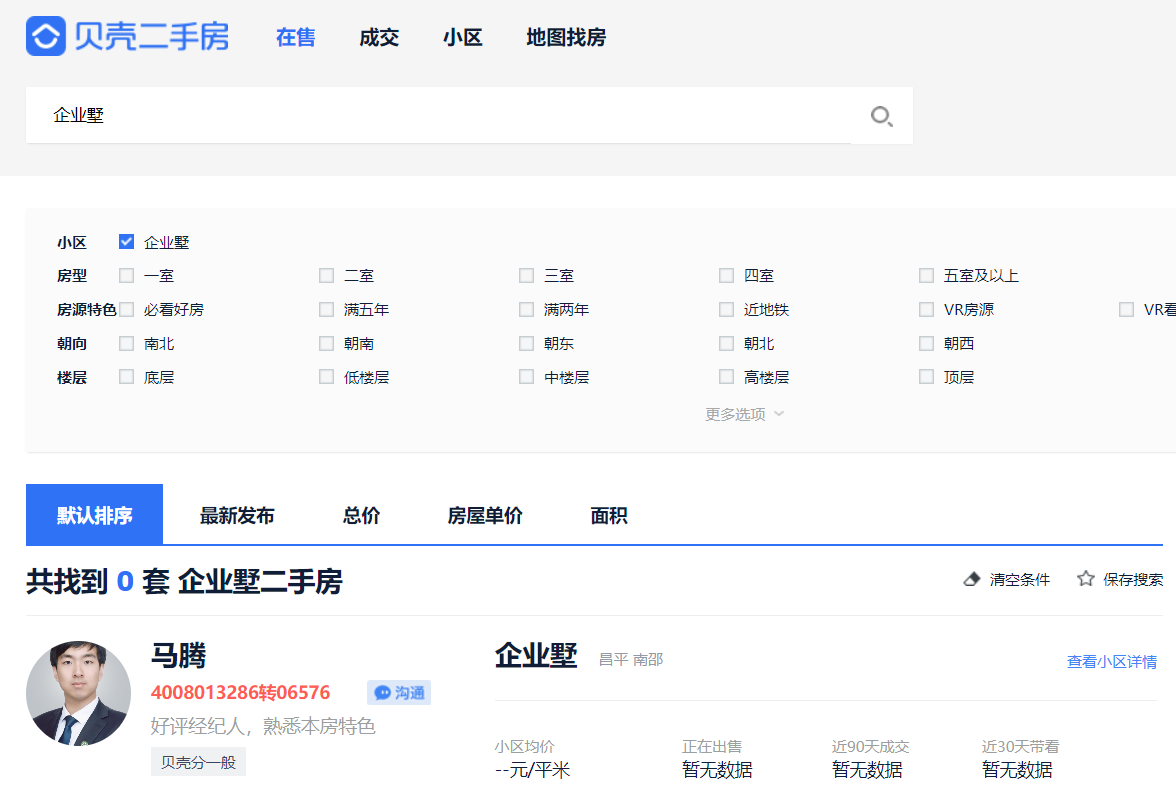 贝壳二手房 在售 成交 小区 地图找房
企业墅
小区 企业墅
房型 一室 二室 三室 四室 五室及以上
房源特色 必看好房 满五年 满两年 近地铁 VR房源 VR看
朝向 南北 朝南 朝东 朝北 朝西
楼层 底层 低楼层 中楼层 高楼层 顶层
更多选项
默认排序 最新发布 总价 房屋单价 面积
共找到 0 套 企业墅二手房 清空条件 保存搜索
马腾
4008013286转06576 沟通
好评经纪人，熟悉本房特色
贝壳分一般
企业墅 昌平 南邵 查看小区详情
小区均价 正在出售 近90天成交 近30天带看
--元/平米 暂无数据 暂无数据 暂无数据